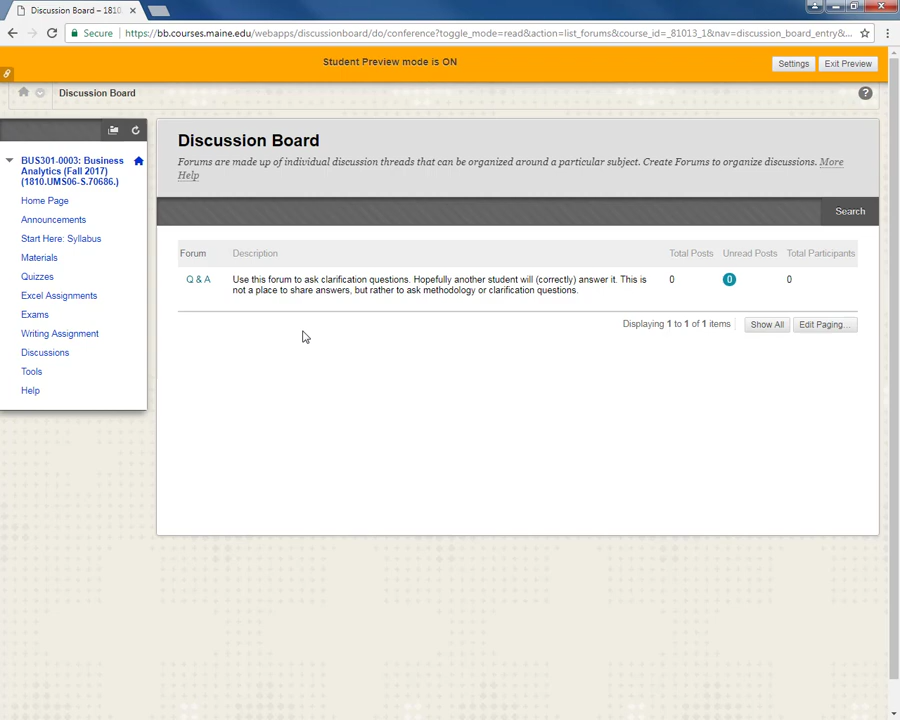 Discussion Board – 1810.
Secure
https://bb.courses.maine.edu/webapps/discussionboard/do/conference?toggle_mode=read&action=list_forums&course_id=_81013_1&nav=discussion_board_entry&...
Student Preview mode is ON
Settings
Exit Preview
Discussion Board
?
BUS301-0003: Business
Analytics (Fall 2017)
(1810.UMS06-S.70686.)
Home Page
Announcements
Start Here: Syllabus
Materials
Quizzes
Excel Assignments
Exams
Writing Assignment
Discussions
Tools
Help
Discussion Board
Forums are made up of individual discussion threads that can be organized around a particular subject. Create Forums to organize discussions. More
Help
Search
Forum Description Total Posts Unread Posts Total Participants
Q & A Use this forum to ask clarification questions. Hopefully another student will (correctly) answer it. This is 0 0 0
not a place to share answers, but rather to ask methodology or clarification questions.
Displaying 1 to 1 of 1 items Show All Edit Paging...